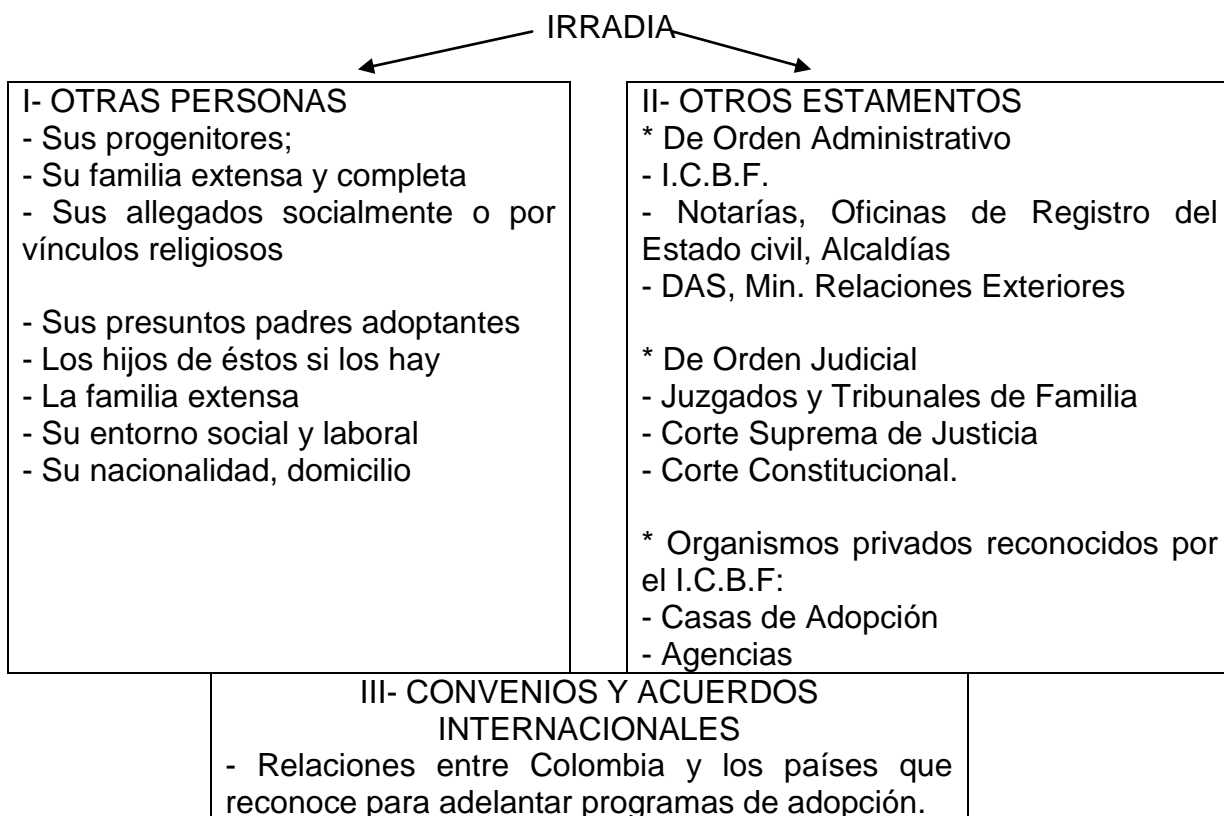 IRRADIA
I- OTRAS PERSONAS
- Sus progenitores;
- Su familia extensa y completa
- Sus allegados socialmente o por
vínculos religiosos
- Sus presuntos padres adoptantes
- Los hijos de éstos si los hay
- La familia extensa
- Su entorno social y laboral
- Su nacionalidad, domicilio
II- OTROS ESTAMENTOS
* De Orden Administrativo
- I.C.B.F.
- Notarías, Oficinas de Registro del
Estado civil, Alcaldías
- DAS, Min. Relaciones Exteriores
* De Orden Judicial
- Juzgados y Tribunales de Familia
- Corte Suprema de Justicia
- Corte Constitucional.
* Organismos privados reconocidos por
el I.C.B.F:
- Casas de Adopción
- Agencias
III- CONVENIOS Y ACUERDOS
INTERNACIONALES
- Relaciones entre Colombia y los países que
reconoce para adelantar programas de adopción.